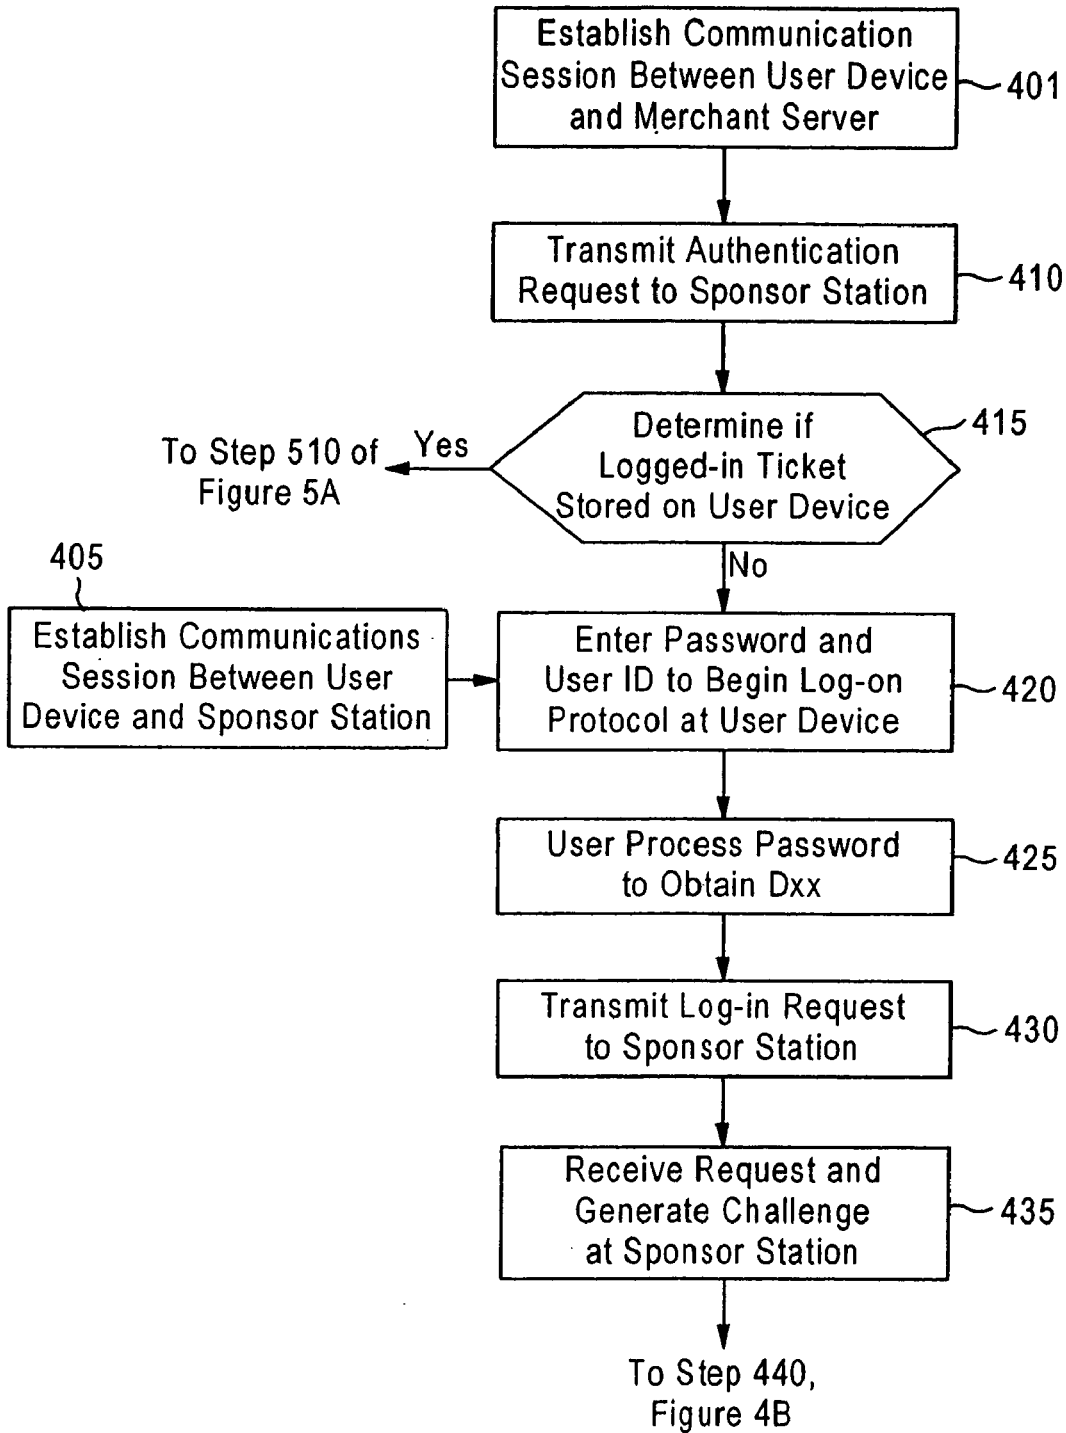 Establish Communication
Session Between User Device
and Merchant Server
401
Transmit Authentication
Request to Sponsor Station
410
Determine if
Logged-in Ticket
Stored on User Device
415
Yes
To Step 510 of
Figure 5A
No
405
Establish Communications
Session Between User
Device and Sponsor Station
Enter Password and
User ID to Begin Log-on
Protocol at User Device
420
User Process Password
to Obtain Dxx
425
Transmit Log-in Request
to Sponsor Station
430
Receive Request and
Generate Challenge
at Sponsor Station
435
To Step 440,
Figure 4B